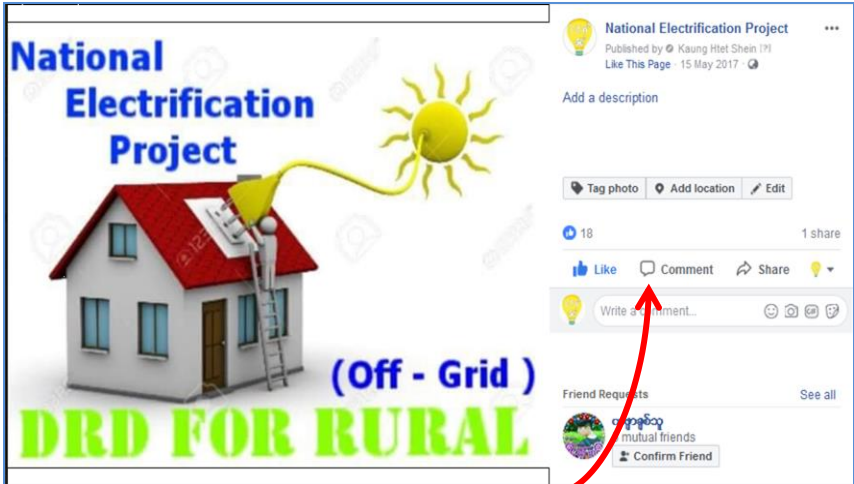 National
Electrification
Project
(Off - Grid )
DRD FOR RURAL
National Electrification Project
Published by Kaung Htet Shein [?]
Like This Page · 15 May 2017 ·
Add a description
Tag photo
Add location
Edit
18
1 share
Like
Comment
Share
Write a comment...
GIF
Friend Requests
See all
mutual friends
Confirm Friend